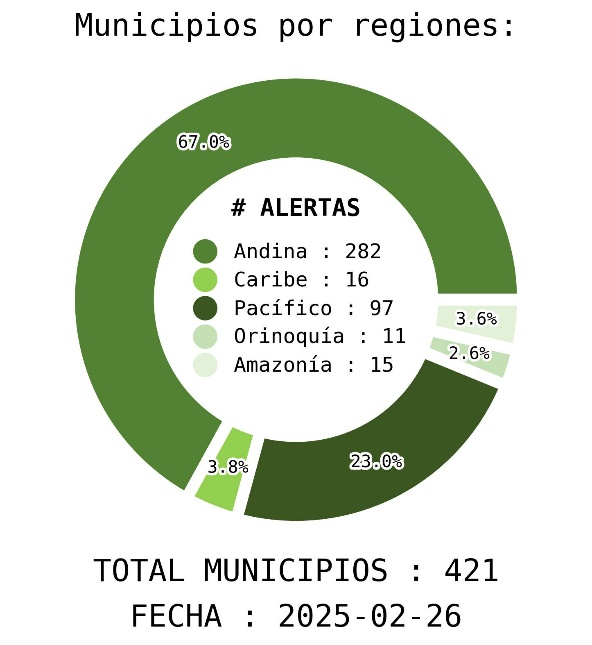 Municipios por regiones:
67.0%
# ALERTAS
Andina : 282
Caribe : 16
Pacífico : 97
Orinoquía : 11
Amazonía : 15
3.6%
2.6%
23.0%
3.8%
TOTAL MUNICIPIOS : 421
FECHA : 2025-02-26